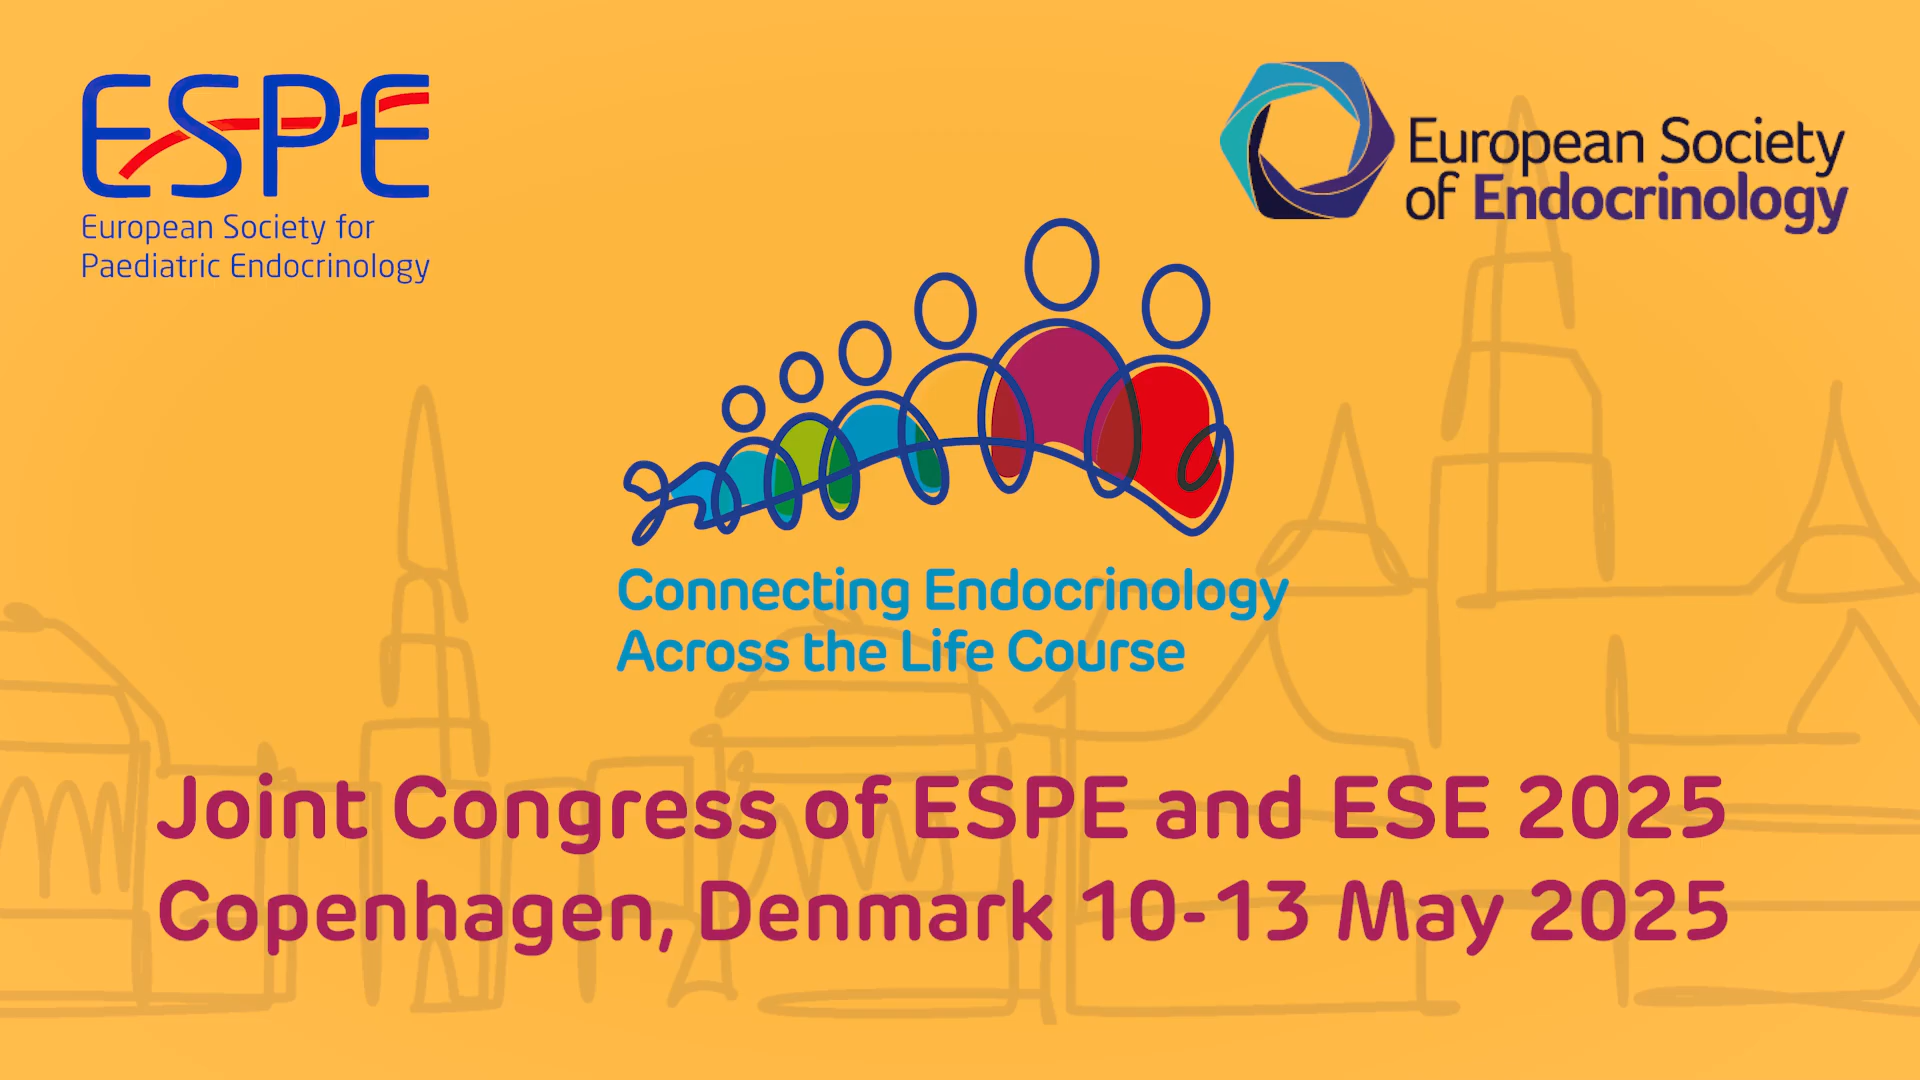 ESPE
European Society for
Paediatric Endocrinology
European Society
of Endocrinology
Connecting Endocrinology
Across the Life Course
Joint Congress of ESPE and ESE 2025
Copenhagen, Denmark 10-13 May 2025